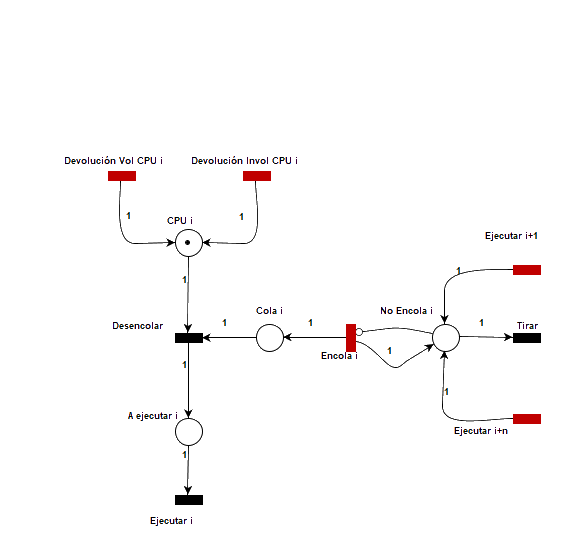 Devolución Vol CPU i
Devolución Invol CPU i
1
1
CPU i
Ejecutar i+1
1
1
Cola i
No Encola i
Desencolar
1
1
1
Tirar
Encola i
1
1
1
A ejecutar i
Ejecutar i+n
1
Ejecutar i